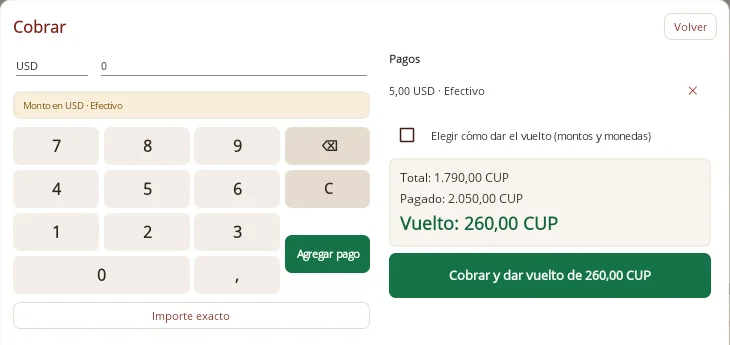 Cobrar
Volver
USD
0
Monto en USD · Efectivo
7
8
9
⌫
4
5
6
C
1
2
3
Agregar pago
0
,
Importe exacto
Pagos
5,00 USD · Efectivo
×
Elegir cómo dar el vuelto (montos y monedas)
Total: 1.790,00 CUP
Pagado: 2.050,00 CUP
Vuelto: 260,00 CUP
Cobrar y dar vuelto de 260,00 CUP